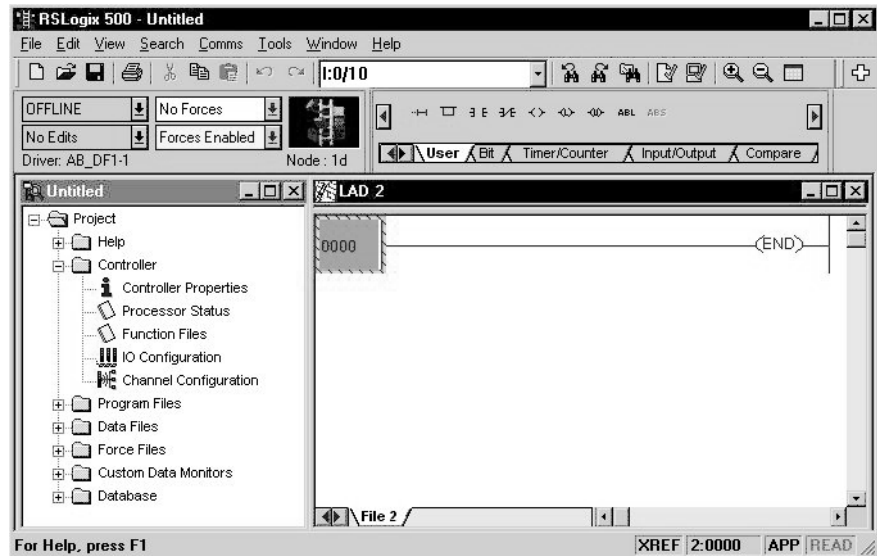 RSLogix 500 - Untitled
File Edit View Search Comms Tools Window Help
I:0/10
OFFLINE No Forces
No Edits Forces Enabled
Driver: AB_DF1-1 Node : 1d
ABL ABS
User Bit Timer/Counter Input/Output Compare
Untitled
Project
Help
Controller
Controller Properties
Processor Status
Function Files
IO Configuration
Channel Configuration
Program Files
Data Files
Force Files
Custom Data Monitors
Database
LAD 2
0000 (END)
File 2
For Help, press F1 XREF 2:0000 APP READ